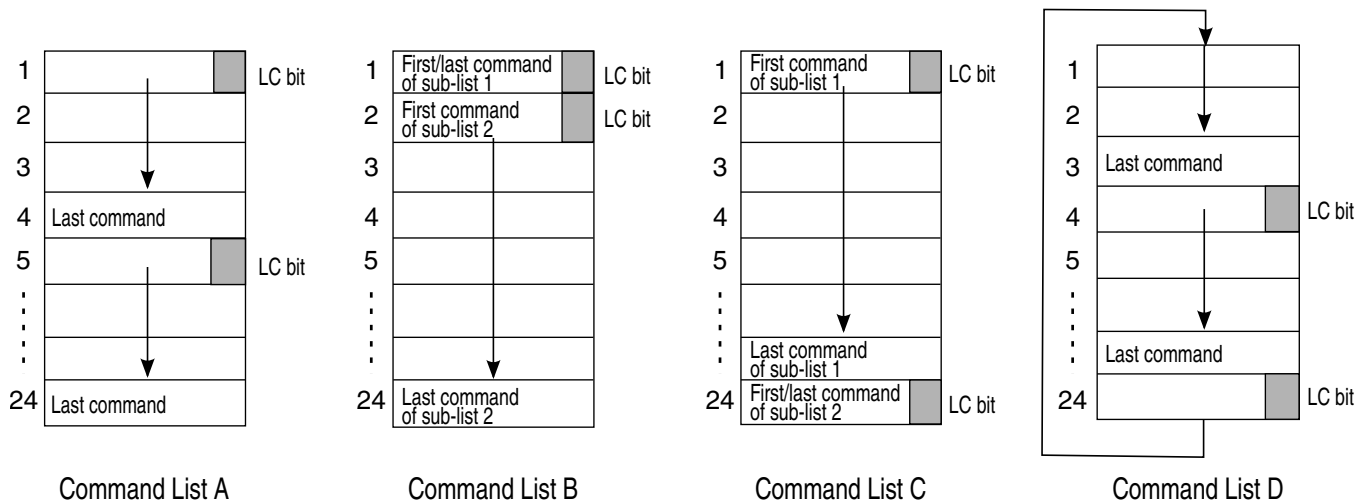 1
LC bit
2
3
4
Last command
5
LC bit
24
Last command
Command List A
1
First/last command
of sub-list 1
LC bit
2
First command
of sub-list 2
LC bit
3
4
5
24
Last command
of sub-list 2
Command List B
1
First command
of sub-list 1
LC bit
2
3
4
5
Last command
of sub-list 1
24
First/last command
of sub-list 2
LC bit
Command List C
1
2
3
Last command
4
LC bit
5
Last command
24
LC bit
Command List D